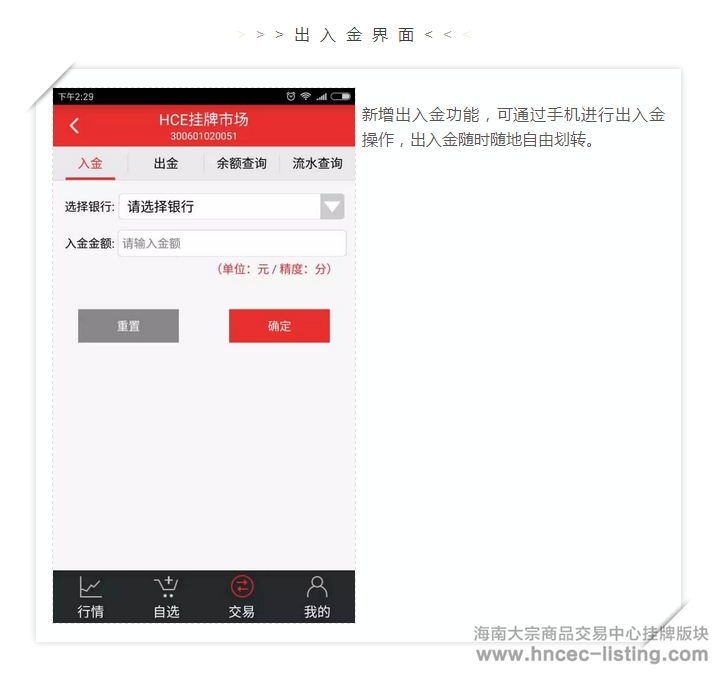 > > > 出 入 金 界 面 < < <
下午2:29
HCE挂牌市场
300601020051
入金 出金 余额查询 流水查询
选择银行: 请选择银行
入金金额: 请输入金额
（单位：元 / 精度：分）
重置 确定
行情 自选 交易 我的
新增出入金功能，可通过手机进行出入金
操作，出入金随时随地自由划转。
海南大宗商品交易中心挂牌版块
www.hncec-listing.com